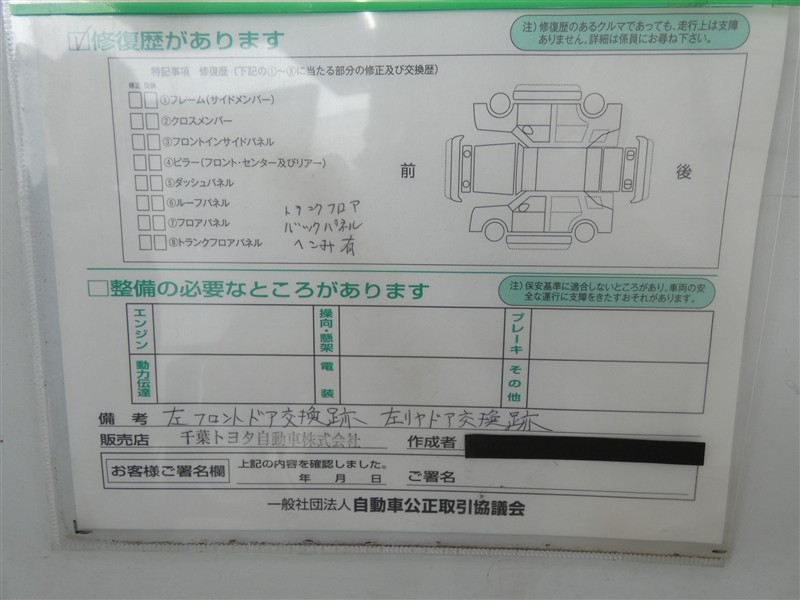 ☑修復歴があります
注）修復歴のあるクルマであっても、走行上は支障
ありません。詳細は係員にお尋ね下さい。
特記事項　修復歴（下記の①～⑧に当たる部分の修正及び交換歴）
修正 交換
□□①フレーム（サイドメンバー）
□□②クロスメンバー
□□③フロントインサイドパネル
□□④ピラー（フロント・センター及びリアー）
□□⑤ダッシュパネル
□□⑥ルーフパネル
□□⑦フロアパネル
□□⑧トランクフロアパネル
トランクフロア
バックパネル
ヘこみ有
前
後
□整備の必要なところがあります
注）保安基準に適合しないところがあり、車両の安
全な運行に支障をきたすおそれがあります。
エンジン
操向・懸架
ブレーキ
動力伝達
電装
その他
備考 左フロントドア交換跡 左リヤドア交換跡
販売店 千葉トヨタ自動車株式会社 作成者
お客様ご署名欄
上記の内容を確認しました。
年　月　日 ご署名
一般社団法人 自動車公正取引協議会